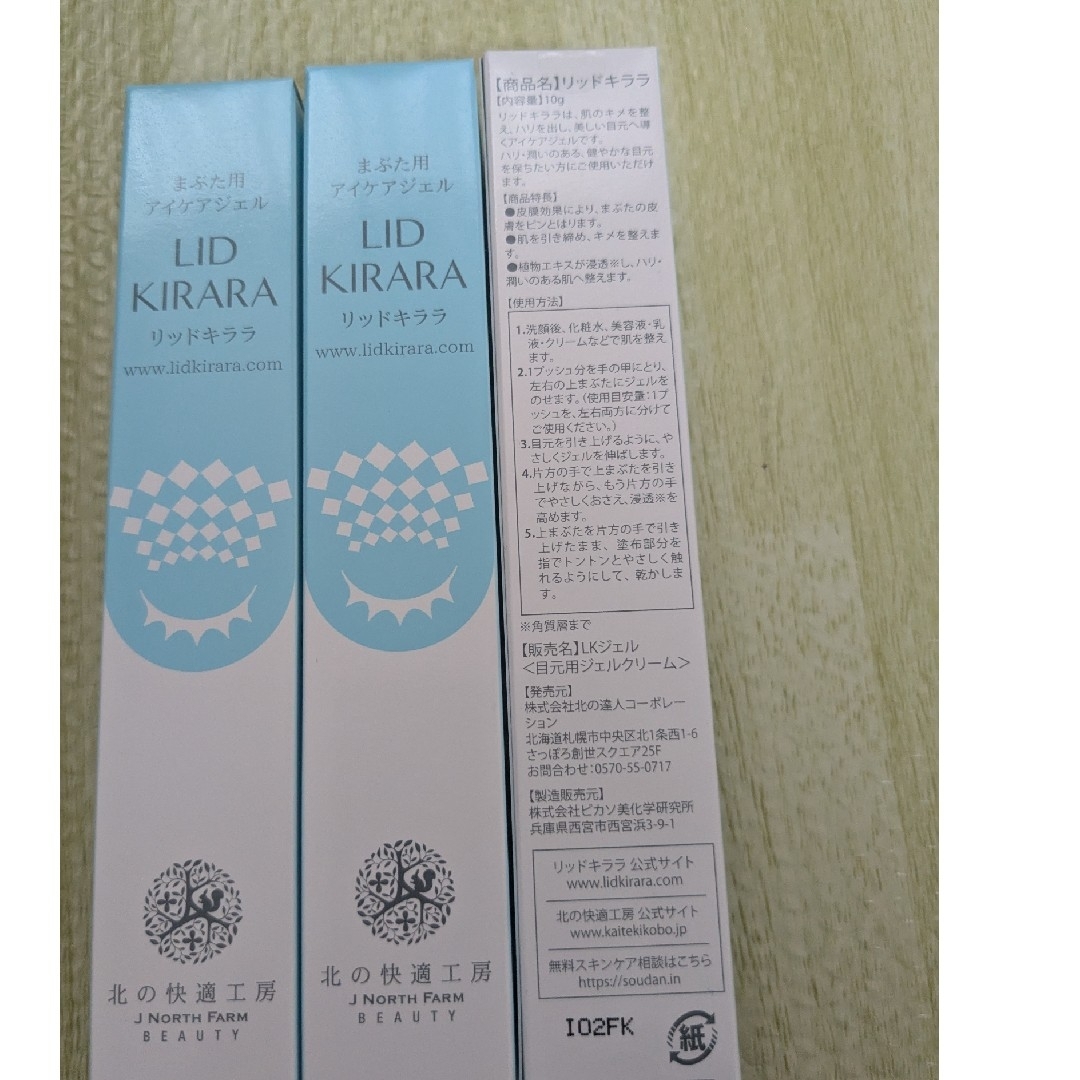 まぶた用
アイケアジェル
LID
KIRARA
リッドキララ
www.lidkirara.com
北の快適工房
J NORTH FARM
BEAUTY
まぶた用
アイケアジェル
LID
KIRARA
リッドキララ
www.lidkirara.com
北の快適工房
J NORTH FARM
BEAUTY
【商品名】リッドキララ
【内容量】10g
リッドキララは、肌のキメを整
え、ハリを出し、美しい目元へ導
くアイケアジェルです。
ハリ・潤いのある、健やかな目元
を保ちたい方にご使用いただけ
ます。
【商品特長】
●皮膜効果により、まぶたの皮
膚をピンとはります。
●肌を引き締め、キメを整えま
す。
●植物エキスが浸透※し、ハリ・
潤いのある肌へ整えます。
【使用方法】
1.洗顔後、化粧水、美容液・乳
液・クリームなどで肌を整え
ます。
2.1プッシュ分を手の甲にとり、
左右の上まぶたにジェルを
のせます。(使用目安量:1プ
ッシュを、左右両方に分けて
ご使用ください。)
3.目元を引き上げるように、や
さしくジェルを伸ばします。
4.片方の手で上まぶたを引き
上げながら、もう片方の手
でやさしくおさえ、浸透※を
高めます。
5.上まぶたを片方の手で引き
上げたまま、塗布部分を
指でトントンとやさしく触
れるようにして、乾かしま
す。
※角質層まで
【販売名】LKジェル
＜目元用ジェルクリーム＞
【発売元】
株式会社北の達人コーポレー
ション
北海道札幌市中央区北1条西1-6
さっぽろ創世スクエア25F
お問合わせ:0570-55-0717
【製造販売元】
株式会社ピカソ美化学研究所
兵庫県西宮市西宮浜3-9-1
リッドキララ 公式サイト
www.lidkirara.com
北の快適工房 公式サイト
www.kaitekikobo.jp
無料スキンケア相談はこちら
https://soudan.in
IO2FK
紙